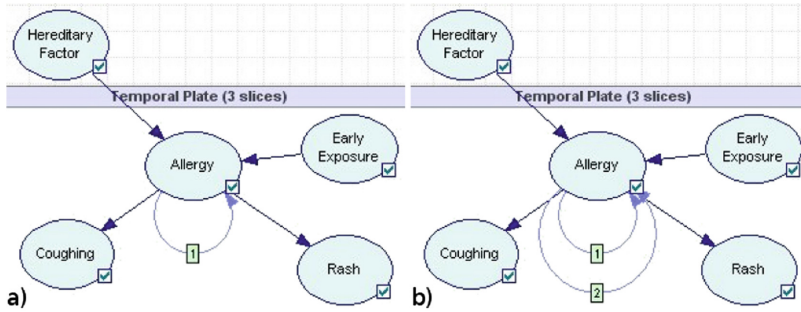 Hereditary
Factor
Temporal Plate (3 slices)
Allergy
Early
Exposure
Coughing
1
Rash
a)
Hereditary
Factor
Temporal Plate (3 slices)
Allergy
Early
Exposure
Coughing
1
2
Rash
b)